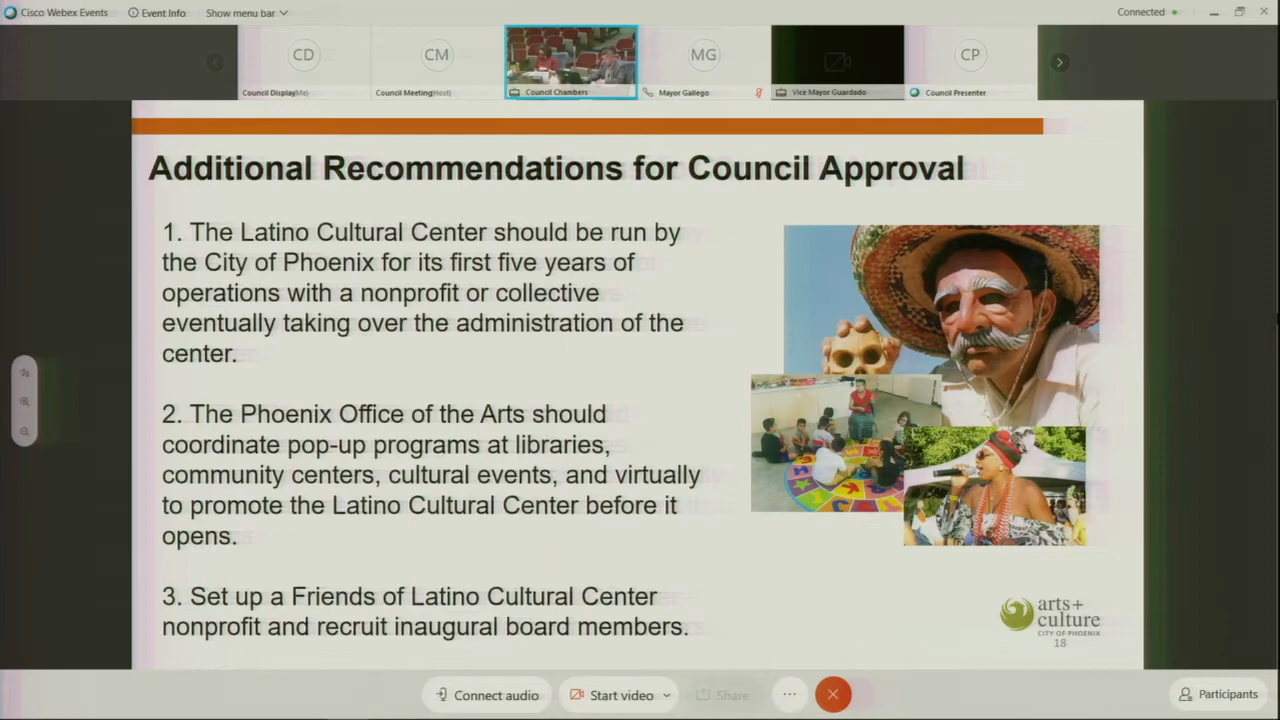 Cisco Webex Events
Event Info
Show menu bar
Connected
CD
CM
MG
CP
Council Display(Me)
Council Meeting(Host)
Council Chambers
Mayor Gallego
Vice Mayor Guardado
Council Presenter
Additional Recommendations for Council Approval
1. The Latino Cultural Center should be run by
the City of Phoenix for its first five years of
operations with a nonprofit or collective
eventually taking over the administration of the
center.
2. The Phoenix Office of the Arts should
coordinate pop-up programs at libraries,
community centers, cultural events, and virtually
to promote the Latino Cultural Center before it
opens.
3. Set up a Friends of Latino Cultural Center
nonprofit and recruit inaugural board members.
arts+
culture
CITY OF PHOENIX
18
Connect audio
Start video
Share
Participants